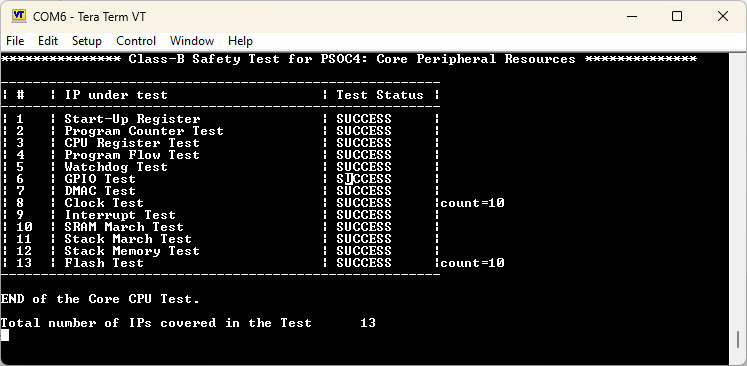 COM6 - Tera Term VT
File Edit Setup Control Window Help
*************** Class-B Safety Test for PSOC4: Core Peripheral Resources **************
| # | IP under test | Test Status |
| 1 | Start-Up Register | SUCCESS |
| 2 | Program Counter Test | SUCCESS |
| 3 | CPU Register Test | SUCCESS |
| 4 | Program Flow Test | SUCCESS |
| 5 | Watchdog Test | SUCCESS |
| 6 | GPIO Test | SUCCESS |
| 7 | DMAC Test | SUCCESS |
| 8 | Clock Test | SUCCESS |count=10
| 9 | Interrupt Test | SUCCESS |
| 10 | SRAM March Test | SUCCESS |
| 11 | Stack March Test | SUCCESS |
| 12 | Stack Memory Test | SUCCESS |
| 13 | Flash Test | SUCCESS |count=10
END of the Core CPU Test.
Total number of IPs covered in the Test 13